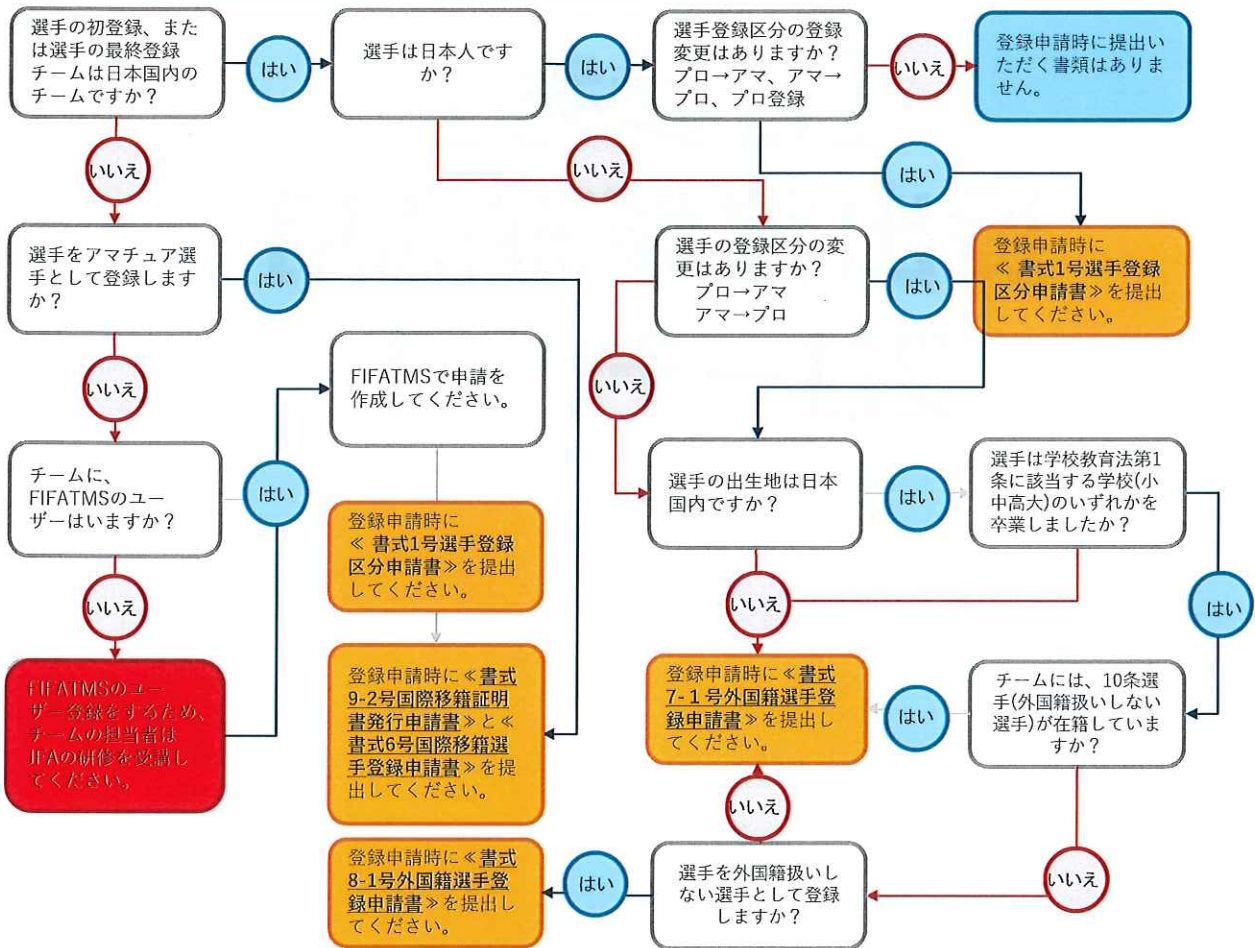 選手の初登録、また
は選手の最終登録
チームは日本国内の
チームですか？
はい
選手は日本人です
か？
はい
選手登録区分の登録
変更はありますか？
プロ→アマ、アマ→
プロ、プロ登録
いいえ
登録申請時に提出い
ただく書類はありま
せん。
いいえ
いいえ
はい
選手をアマチュア選
手として登録します
か？
はい
選手の登録区分の変
更はありますか？
プロ→アマ
アマ→プロ
はい
登録申請時に
≪ 書式1号選手登録
区分申請書≫を提出
してください。
いいえ
FIFATMSで申請を
作成してください。
いいえ
チームに、
FIFATMSのユー
ザーはいますか？
はい
登録申請時に
≪ 書式1号選手登録
区分申請書≫を提出
してください。
選手の出生地は日本
国内ですか？
はい
選手は学校教育法第1
条に該当する学校(小
中高大)のいずれかを
卒業しましたか？
いいえ
いいえ
はい
FIFATMSのユー
ザー登録をするため、
チームの担当者は
JFAの研修を受講し
てください。
登録申請時に≪書式
9-2号国際移籍証明
書発行申請書≫と≪
書式6号国際移籍選
手登録申請書≫を提
出してください。
登録申請時に≪書式
7-１号外国籍選手登
録申請書≫を提出し
てください。
はい
チームには、10条選
手(外国籍扱いしない
選手)が在籍してい
ますか？
いいえ
いいえ
登録申請時に≪書式
8-1号外国籍選手登
録申請書≫を提出し
てください。
はい
選手を外国籍扱いし
ない選手として登録
しますか？